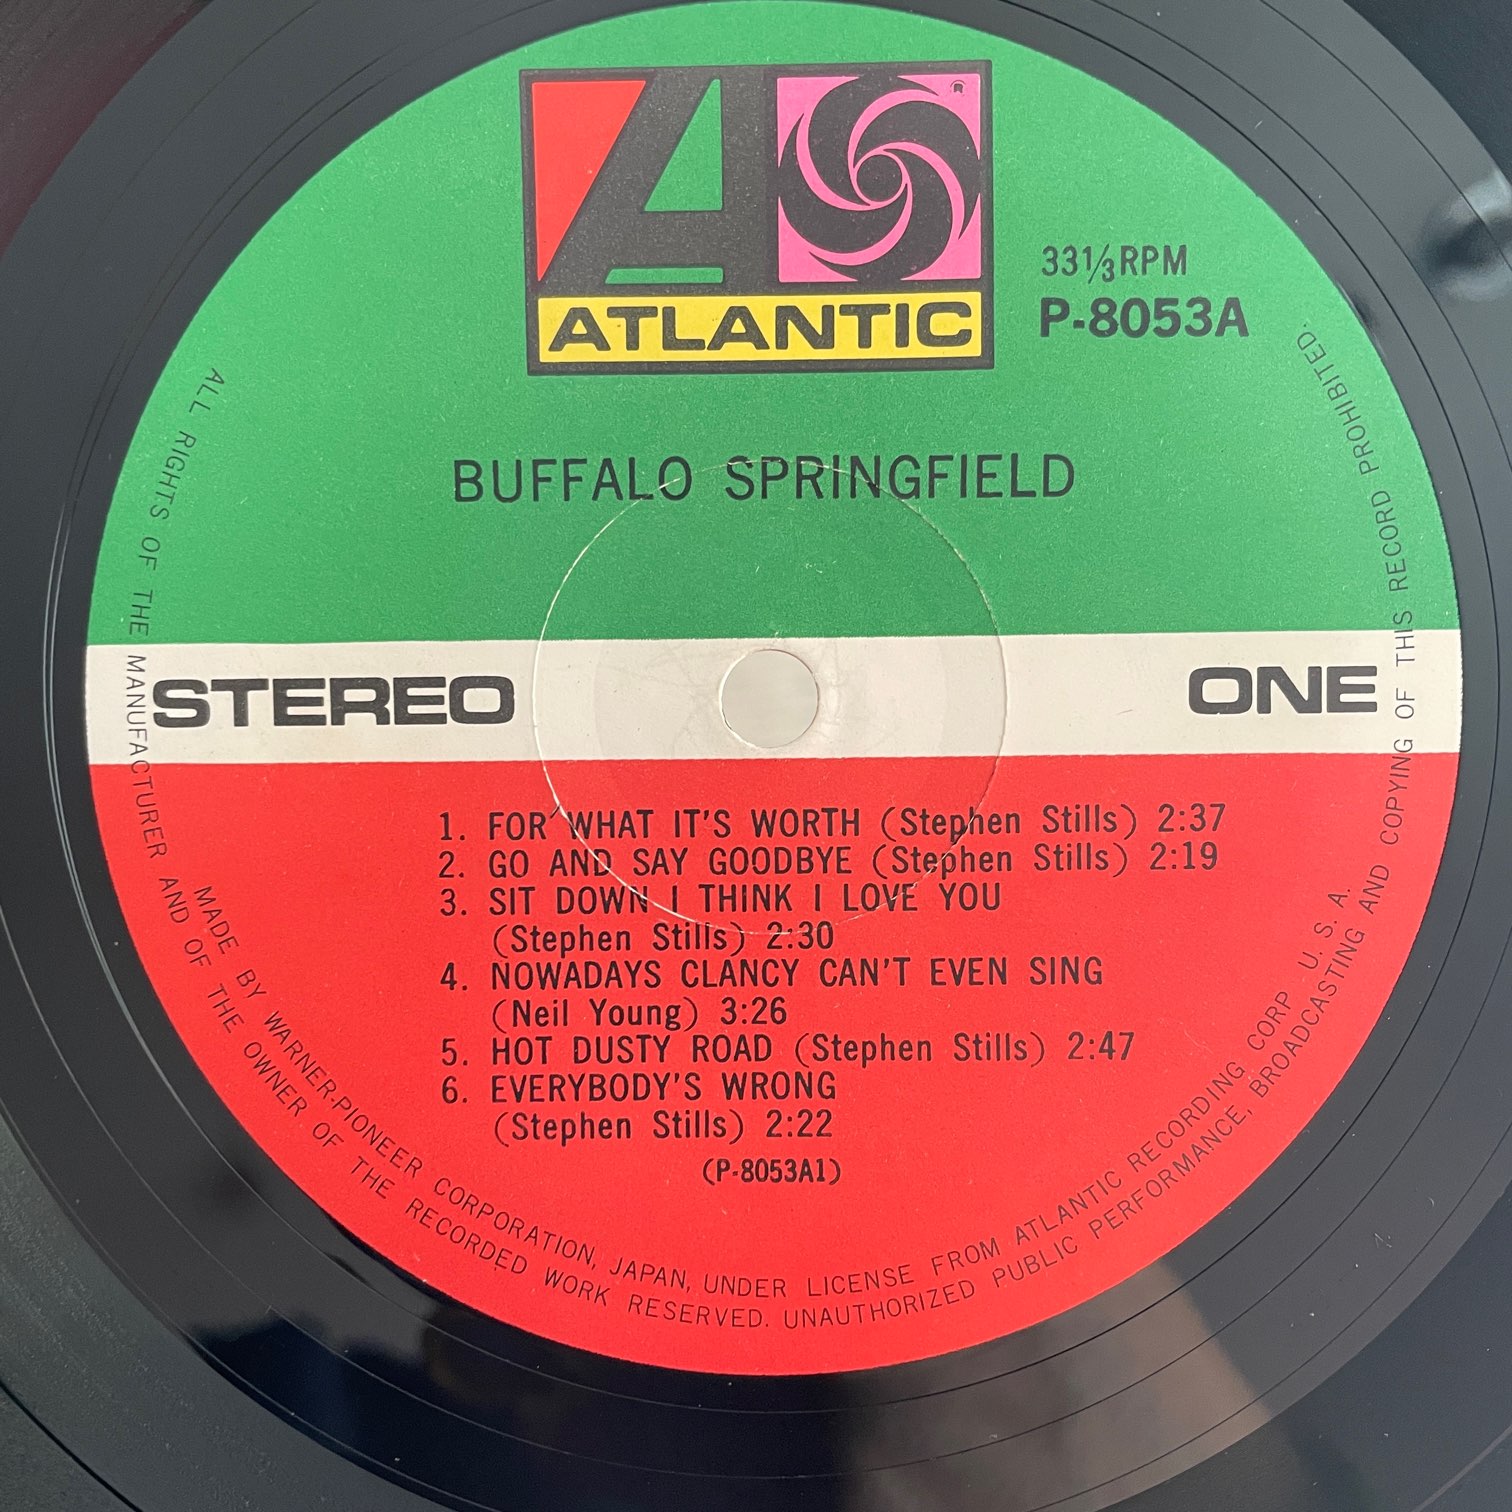 ATLANTIC
33⅓ RPM
P-8053A
BUFFALO SPRINGFIELD
STEREO
ONE
1. FOR WHAT IT'S WORTH (Stephen Stills) 2:37
2. GO AND SAY GOODBYE (Stephen Stills) 2:19
3. SIT DOWN I THINK I LOVE YOU
(Stephen Stills) 2:30
4. NOWADAYS CLANCY CAN'T EVEN SING
(Neil Young) 3:26
5. HOT DUSTY ROAD (Stephen Stills) 2:47
6. EVERYBODY'S WRONG
(Stephen Stills) 2:22
(P-8053A1)
MADE BY WARNER-PIONEER CORPORATION, JAPAN, UNDER LICENSE FROM ATLANTIC RECORDING CORP U. S. A.
ALL RIGHTS OF THE MANUFACTURER AND OF THE OWNER OF THE RECORDED WORK RESERVED. UNAUTHORIZED PUBLIC PERFORMANCE, BROADCASTING AND COPYING OF THIS RECORD PROHIBITED.